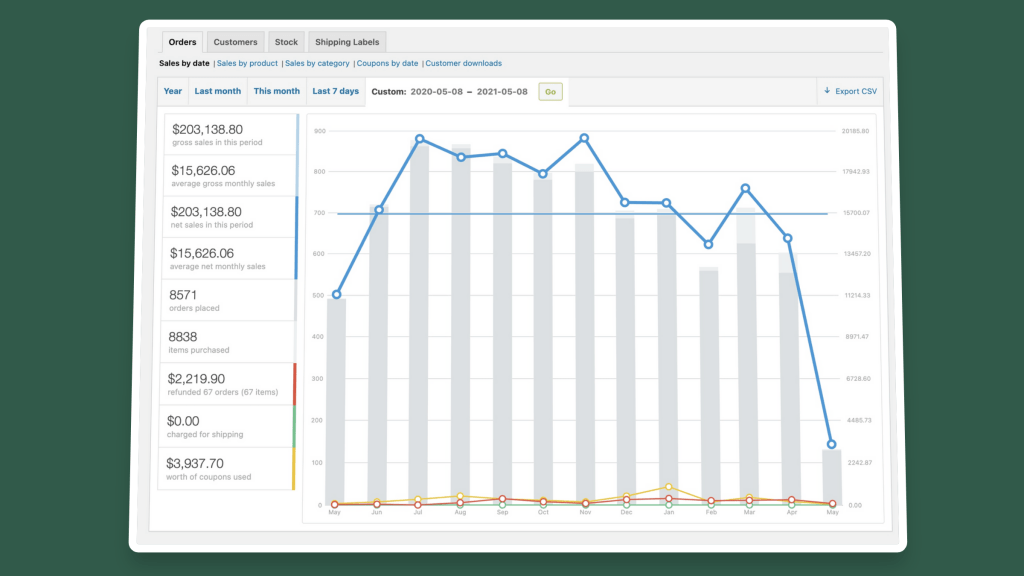 Orders Customers Stock Shipping Labels
Sales by date | Sales by product | Sales by category | Coupons by date | Customer downloads
Year Last month This month Last 7 days Custom: 2020-05-08 – 2021-05-08 Go Export CSV
$203,138.80
gross sales in this period
$15,626.06
average gross monthly sales
$203,138.80
net sales in this period
$15,626.06
average net monthly sales
8571
orders placed
8838
items purchased
$2,219.90
refunded 67 orders (67 items)
$0.00
charged for shipping
$3,937.70
worth of coupons used
900 20185.80
800 17942.93
700 15700.07
600 13457.20
500 11214.33
400 8971.47
300 6728.60
200 4485.73
100 2242.87
0 0.00
May Jun Jul Aug Sep Oct Nov Dec Jan Feb Mar Apr May